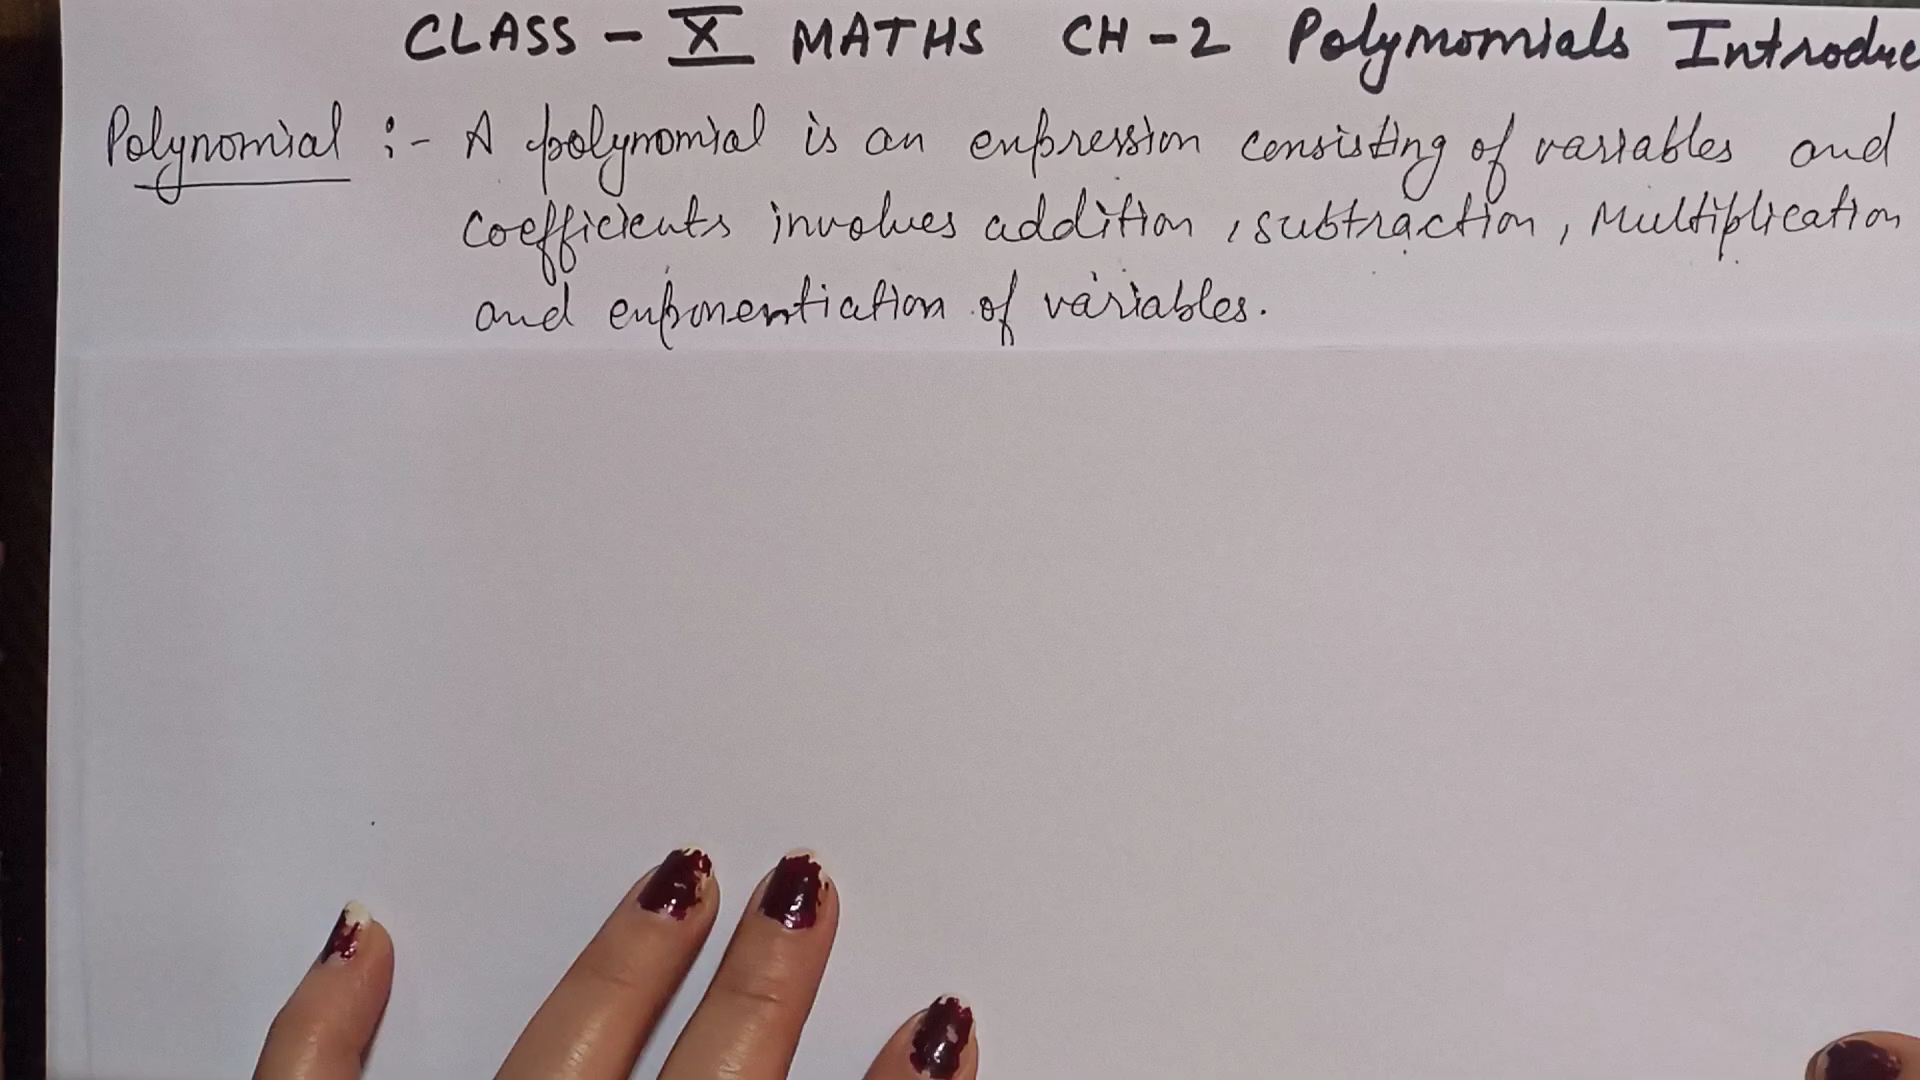 CLASS - X MATHS CH-2 Polynomials Introduc
Polynomial :- A polynomial is an expression consisting of variables and
coefficients involves addition, subtraction, Multiplication
and exponentiation of variables.